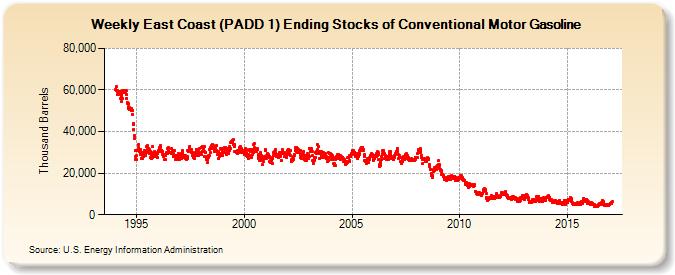 Weekly East Coast (PADD 1) Ending Stocks of Conventional Motor Gasoline
Thousand Barrels
80,000
60,000
40,000
20,000
0
1995 2000 2005 2010 2015
Source: U.S. Energy Information Administration